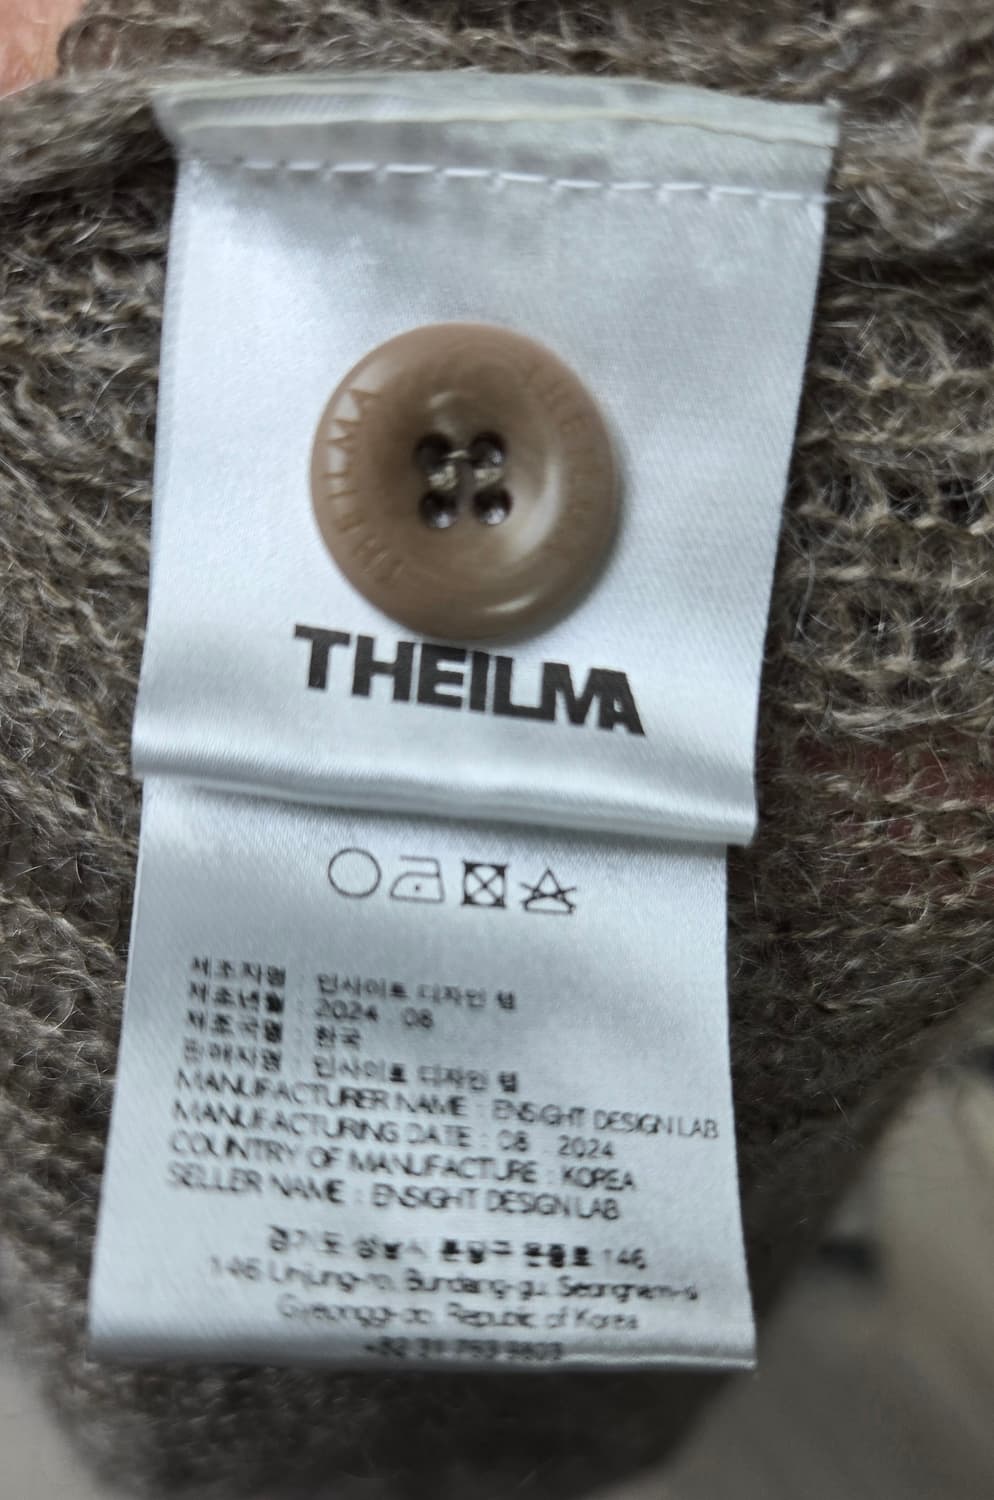 THEILMA
THEILMA
THEILMA
제조자명 : 인사이트 디자인 랩
제조년월 : 2024 . 08
제조국명 : 한국
판매자명 : 인사이트 디자인 랩
MANUFACTURER NAME : ENSIGHT DESIGN LAB
MANUFACTURING DATE : 08 . 2024
COUNTRY OF MANUFACTURE : KOREA
SELLER NAME : ENSIGHT DESIGN LAB
경기도 성남시 분당구 운중로 146
146 Unjung-ro, Bundang-gu, Seongnam-si
Gyeonggi-do, Republic of Korea
+82 31